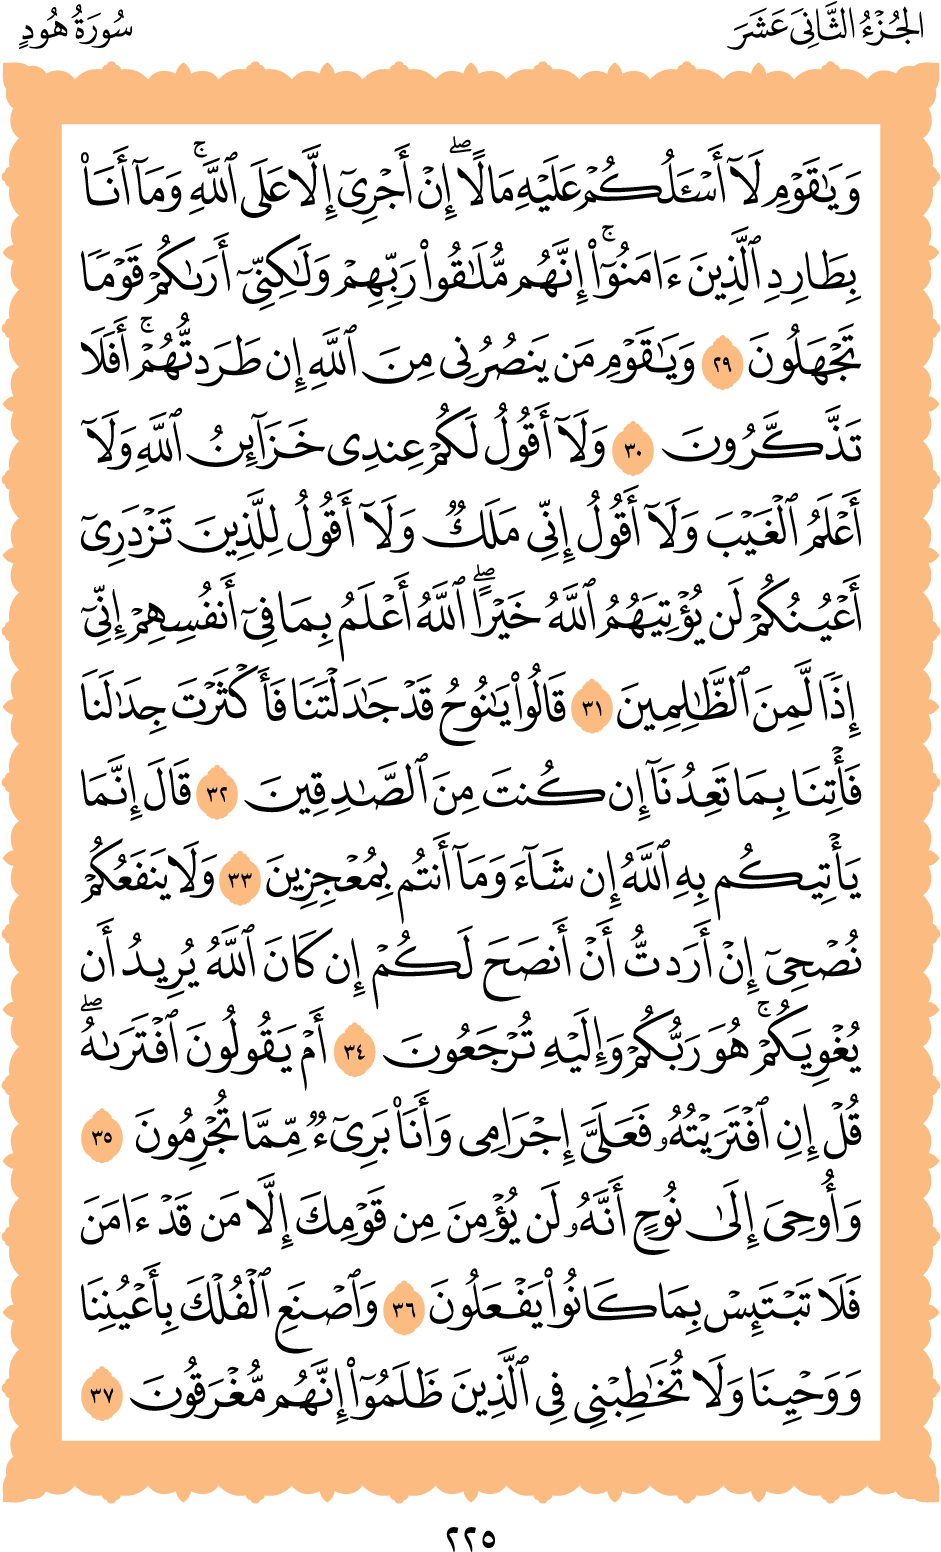 الجُزْءُ الثَّانِيَ عَشَرَ
سُورَةُ هُودٍ
وَيَٰقَوْمِ لَآ أَسْـَٔلُكُمْ عَلَيْهِ مَالًا ۖ إِنْ أَجْرِىَ إِلَّا عَلَى ٱللَّهِ ۚ وَمَآ أَنَا۠
بِطَارِدِ ٱلَّذِينَ ءَامَنُوٓا۟ ۚ إِنَّهُم مُّلَٰقُوا۟ رَبِّهِمْ وَلَٰكِنِّىٓ أَرَىٰكُمْ قَوْمًا
تَجْهَلُونَ ٢٩ وَيَٰقَوْمِ مَن يَنصُرُنِى مِنَ ٱللَّهِ إِن طَرَدتُّهُمْ ۚ أَفَلَا
تَذَكَّرُونَ ٣٠ وَلَآ أَقُولُ لَكُمْ عِندِى خَزَآئِنُ ٱللَّهِ وَلَآ
أَعْلَمُ ٱلْغَيْبَ وَلَآ أَقُولُ إِنِّى مَلَكٌ وَلَآ أَقُولُ لِلَّذِينَ تَزْدَرِىٓ
أَعْيُنُكُمْ لَن يُؤْتِيَهُمُ ٱللَّهُ خَيْرًا ۖ ٱللَّهُ أَعْلَمُ بِمَا فِىٓ أَنفُسِهِمْ إِنِّىٓ
إِذًا لَّمِنَ ٱلظَّٰلِمِينَ ٣١ قَالُوا۟ يَٰنُوحُ قَدْ جَٰدَلْتَنَا فَأَكْثَرْتَ جِدَٰلَنَا
فَأْتِنَا بِمَا تَعِدُنَآ إِن كُنتَ مِنَ ٱلصَّٰدِقِينَ ٣٢ قَالَ إِنَّمَا
يَأْتِيكُم بِهِ ٱللَّهُ إِن شَآءَ وَمَآ أَنتُم بِمُعْجِزِينَ ٣٣ وَلَا يَنفَعُكُمْ
نُصْحِىٓ إِنْ أَرَدتُّ أَنْ أَنصَحَ لَكُمْ إِن كَانَ ٱللَّهُ يُرِيدُ أَن
يُغْوِيَكُمْ ۚ هُوَ رَبُّكُمْ وَإِلَيْهِ تُرْجَعُونَ ٣٤ أَمْ يَقُولُونَ ٱفْتَرَىٰهُ ۖ
قُلْ إِنِ ٱفْتَرَيْتُهُۥ فَعَلَىَّ إِجْرَامِى وَأَنَا۠ بَرِىٓءٌ مِّمَّا تُجْرِمُونَ ٣٥
وَأُوحِىَ إِلَىٰ نُوحٍ أَنَّهُۥ لَن يُؤْمِنَ مِن قَوْمِكَ إِلَّا مَن قَدْ ءَامَنَ
فَلَا تَبْتَئِسْ بِمَا كَانُوا۟ يَفْعَلُونَ ٣٦ وَٱصْنَعِ ٱلْفُلْكَ بِأَعْيُنِنَا
وَوَحْيِنَا وَلَا تُخَٰطِبْنِى فِى ٱلَّذِينَ ظَلَمُوٓا۟ إِنَّهُم مُّغْرَقُونَ ٣٧
٢٢٥